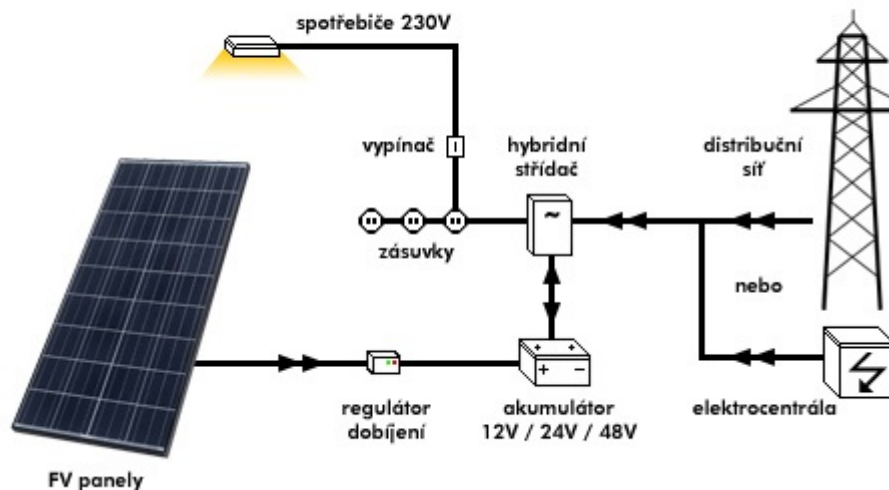 spotřebiče 230V
vypínač
hybridní
střídač
distribuční
síť
zásuvky
nebo
regulátor
dobíjení
akumulátor
12V / 24V / 48V
elektrocentrála
FV panely